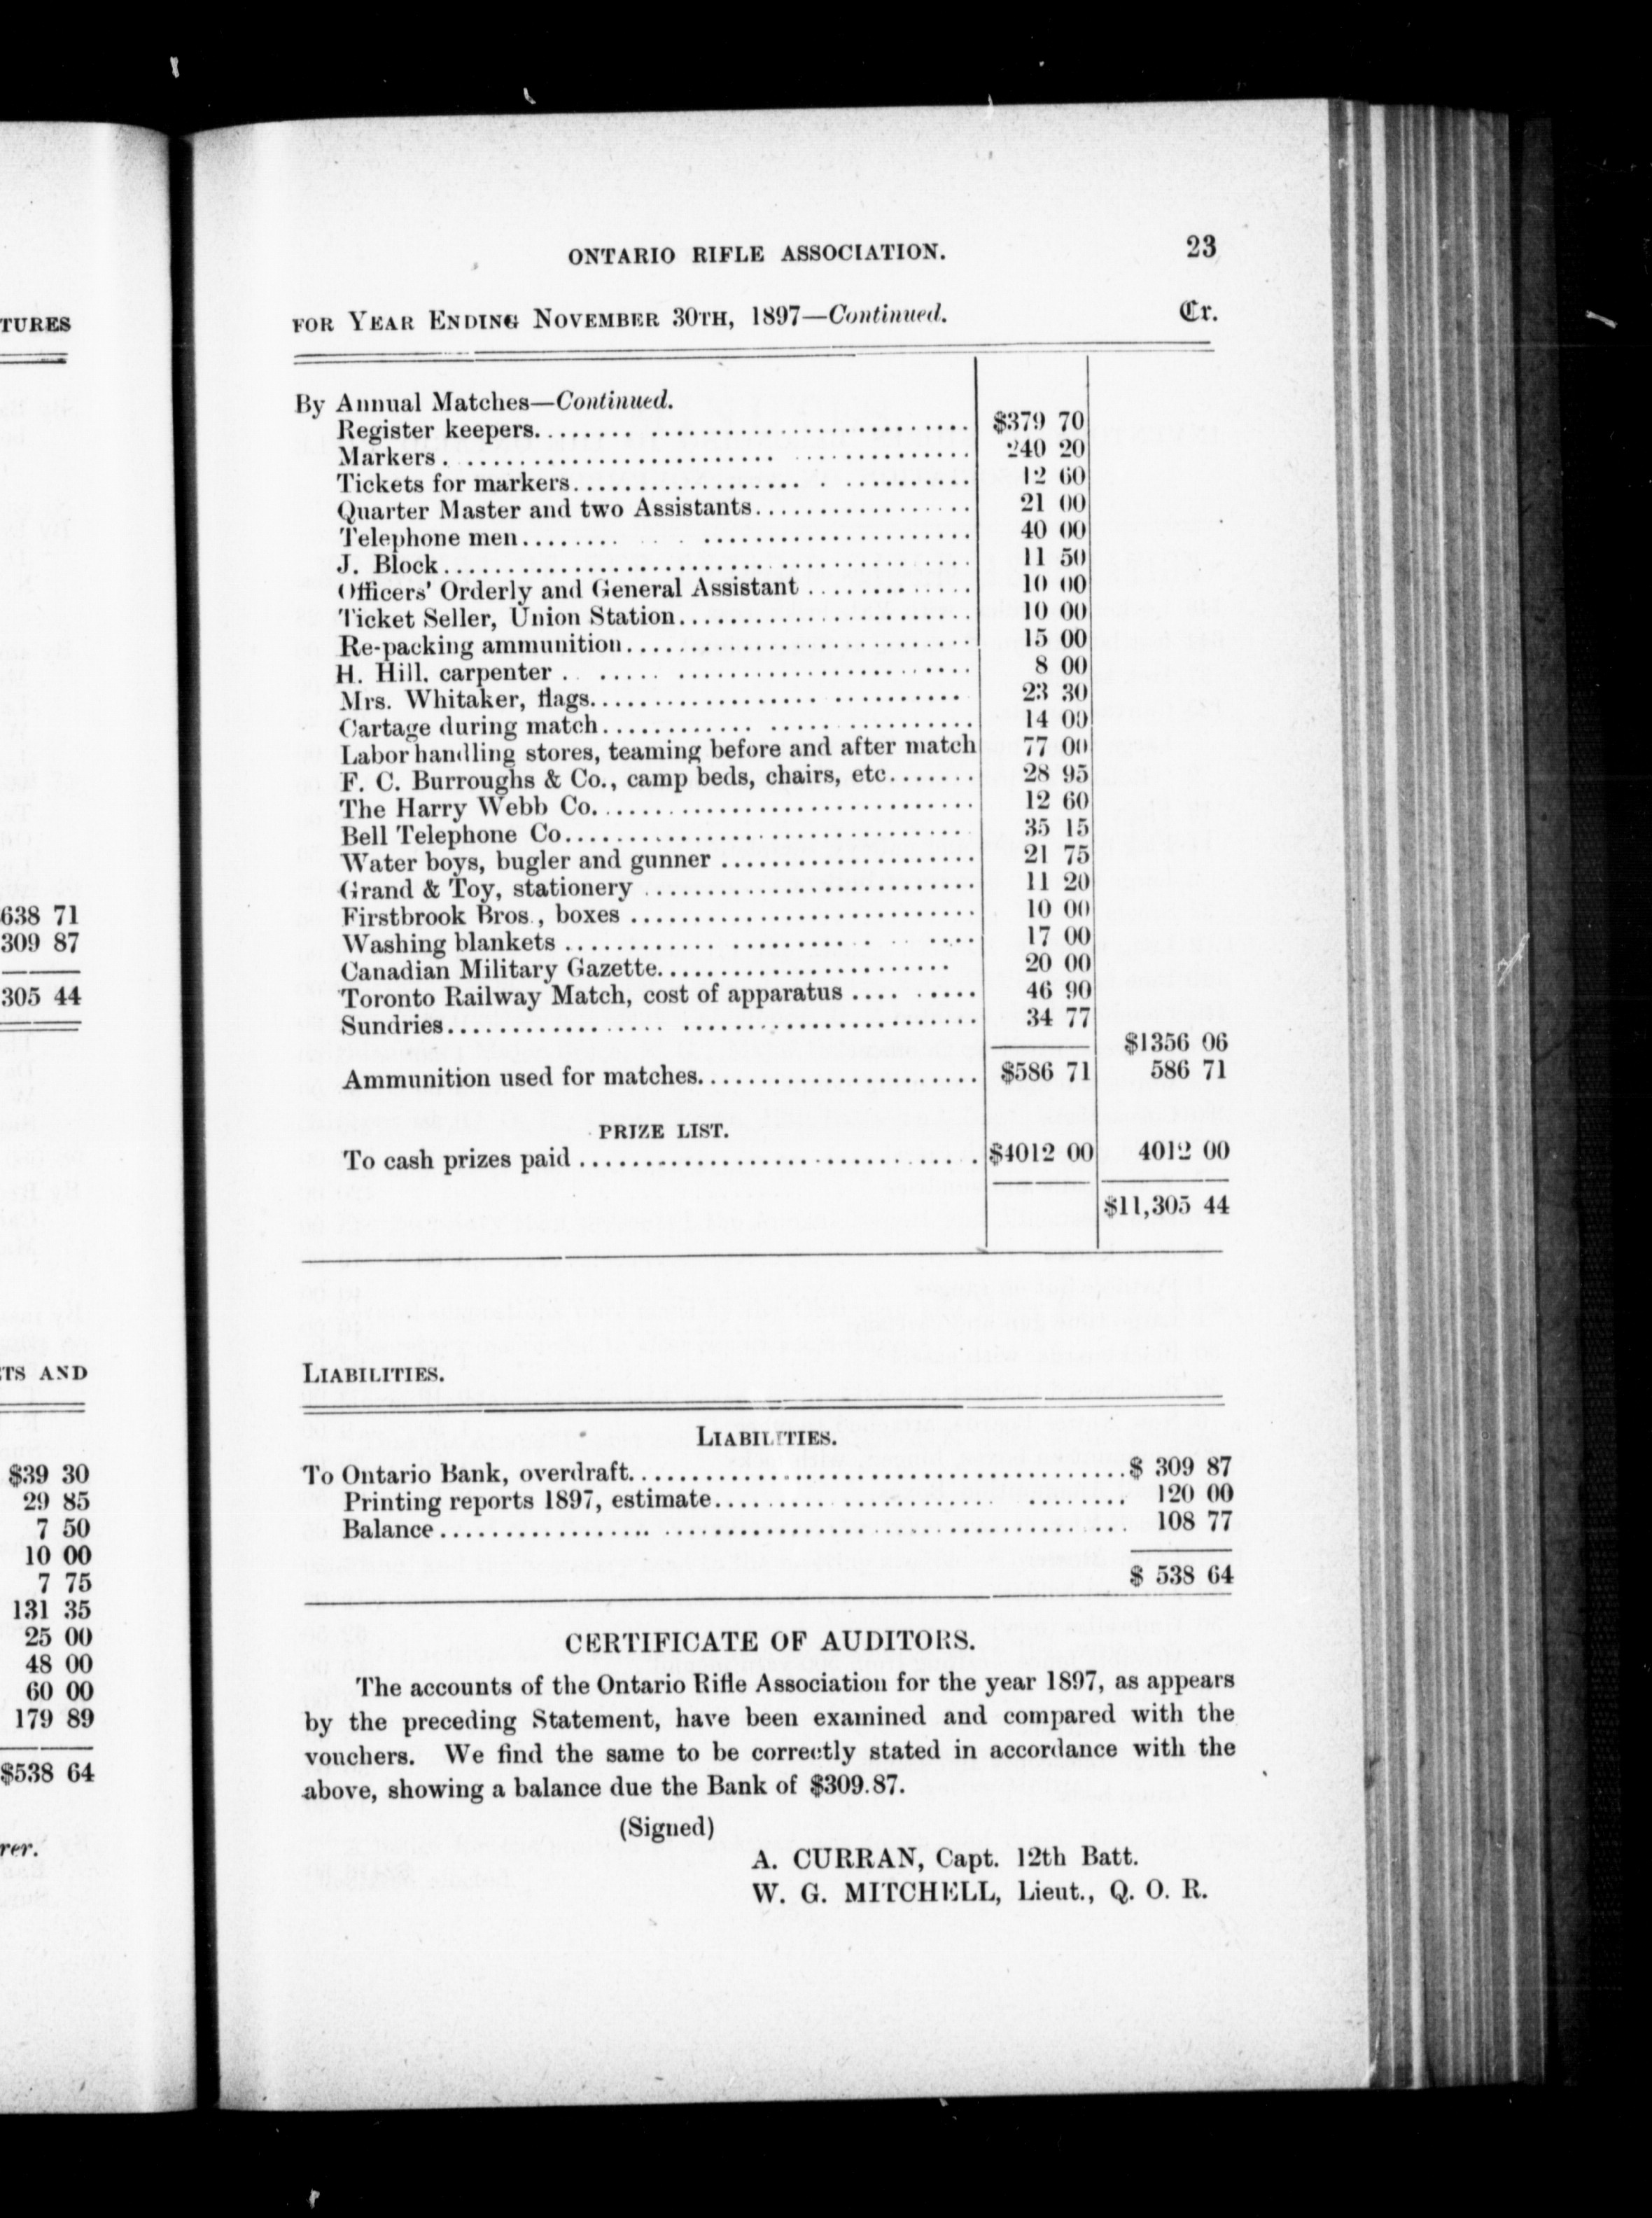 TURES
638 71
309 87
305 44
TS AND
$39 30
29 85
7 50
10 00
7 75
131 35
25 00
48 00
60 00
179 89
$538 64
rer.
ONTARIO RIFLE ASSOCIATION. 23
FOR YEAR ENDING NOVEMBER 30TH, 1897—Continued. Cr.
By Annual Matches—Continued.
Register keepers........ .......................... $379 70
Markers. ........................ .............. 240 20
Tickets for markers.................. . .......... 12 60
Quarter Master and two Assistants................. 21 00
Telephone men........ . . ..................... 40 00
J. Block.......................................... 11 50
Officers' Orderly and General Assistant ............. 10 00
Ticket Seller, Union Station....................... 10 00
Re-packing ammunition............................ 15 00
H. Hill, carpenter . . ..... ........................ 8 00
Mrs. Whitaker, flags................. ........... 23 30
Cartage during match............ ...... .......... 14 00
Labor handling stores, teaming before and after match 77 00
F. C. Burroughs & Co., camp beds, chairs, etc....... 28 95
The Harry Webb Co............................... 12 60
Bell Telephone Co................................. 35 15
Water boys, bugler and gunner .................... 21 75
Grand & Toy, stationery .......................... 11 20
Firstbrook Bros., boxes ............................ 10 00
Washing blankets ............ ........... . . .... 17 00
Canadian Military Gazette....................... 20 00
Toronto Railway Match, cost of apparatus .... ..... 46 90
Sundries................. ........................ 34 77
$1356 06
Ammunition used for matches...................... $586 71 586 71
PRIZE LIST.
To cash prizes paid ................................ $4012 00 4012 00
$11,305 44
LIABILITIES.
LIABILITIES.
To Ontario Bank, overdraft........................................$ 309 87
Printing reports 1897, estimate.... .............. ........ 120 00
Balance................. ................................... 108 77
$ 538 64
CERTIFICATE OF AUDITORS.
The accounts of the Ontario Rifle Association for the year 1897, as appears
by the preceding Statement, have been examined and compared with the
vouchers. We find the same to be correctly stated in accordance with the
above, showing a balance due the Bank of $309.87.
(Signed)
A. CURRAN, Capt. 12th Batt.
W. G. MITCHELL, Lieut., Q. O. R.